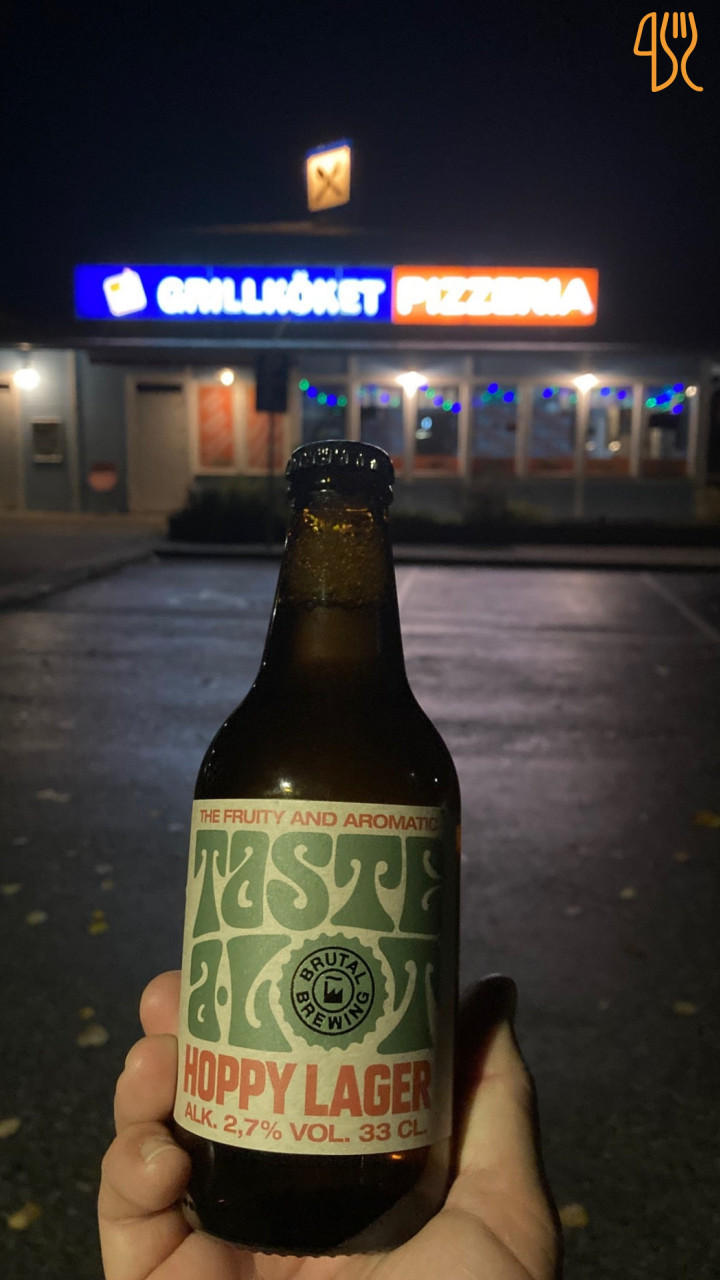 GRILLKÖKET PIZZERIA
THE FRUITY AND AROMATIC
TASTE
a·LOT
BRUTAL
BREWING
HOPPY LAGER
ALK. 2,7% VOL. 33 CL.